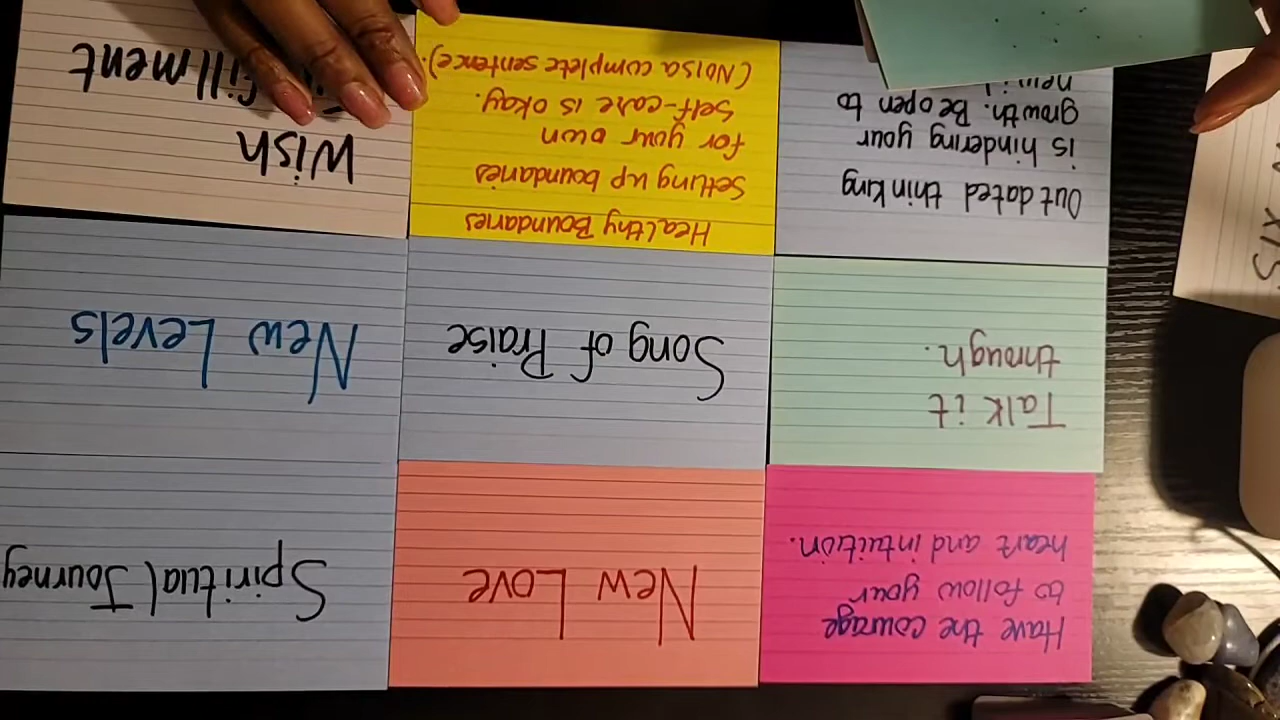 Have the courage
to follow your
heart and intuition.
New Love
Spiritual Journey
Talk it
through.
Song of Praise
New Levels
Outdated thinking
is hindering your
growth. Be open to
Healthy Boundaries
Setting up boundaries
for your own
Self-care is okay.
(No is a complete sentence).
Wish
fillment